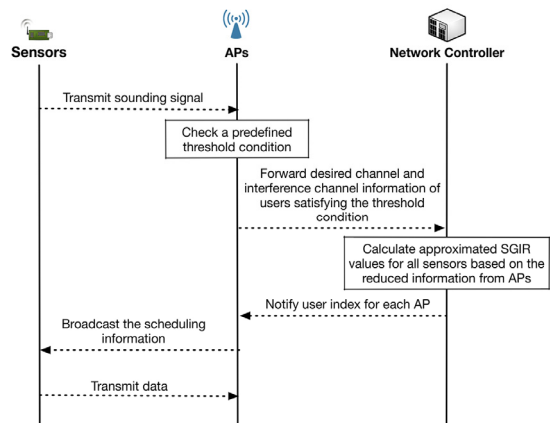 Sensors
APs
Network Controller
Transmit sounding signal
Check a predefined
threshold condition
Forward desired channel and
interference channel information of
users satisfying the threshold
condition
Calculate approximated SGIR
values for all sensors based on the
reduced information from APs
Notify user index for each AP
Broadcast the scheduling
information
Transmit data